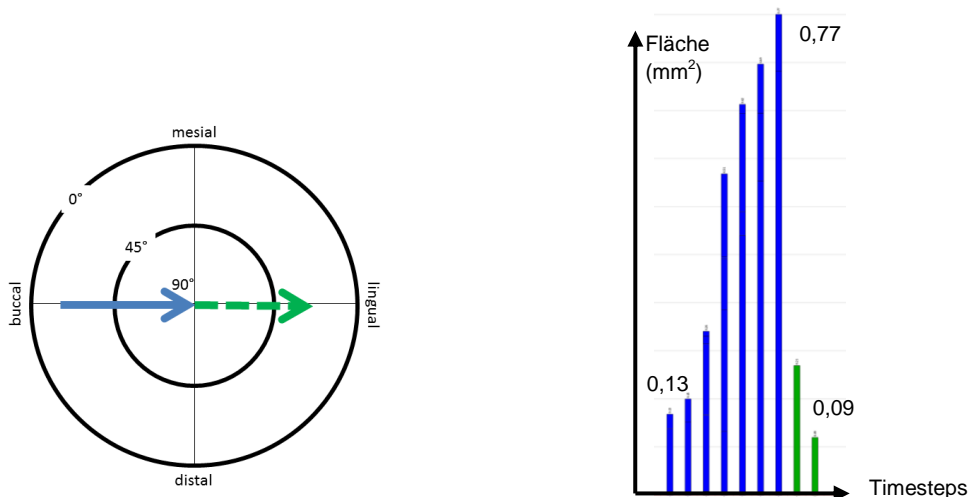 mesial
0°
45°
90°
buccal
lingual
distal
Fläche
(mm²)
0,77
0,13
0,09
Timesteps